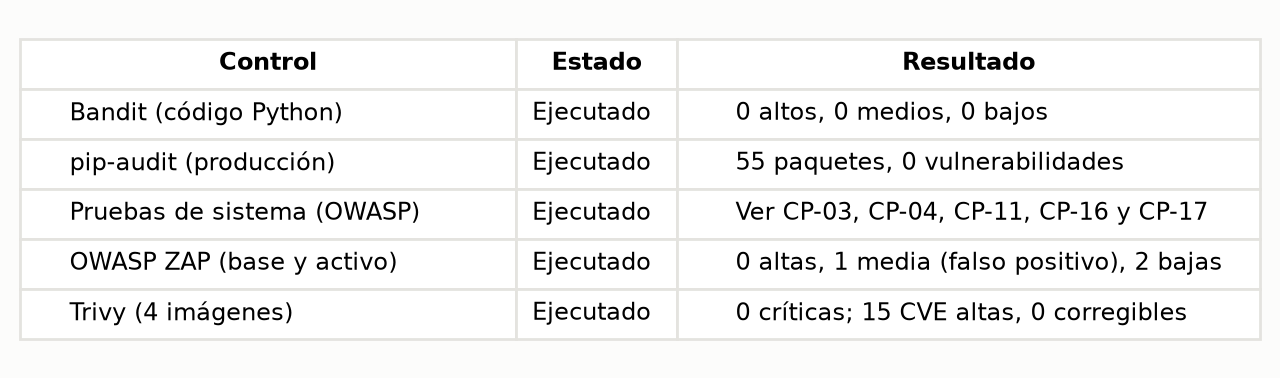 Control Estado Resultado
Bandit (código Python) Ejecutado 0 altos, 0 medios, 0 bajos
pip-audit (producción) Ejecutado 55 paquetes, 0 vulnerabilidades
Pruebas de sistema (OWASP) Ejecutado Ver CP-03, CP-04, CP-11, CP-16 y CP-17
OWASP ZAP (base y activo) Ejecutado 0 altas, 1 media (falso positivo), 2 bajas
Trivy (4 imágenes) Ejecutado 0 críticas; 15 CVE altas, 0 corregibles